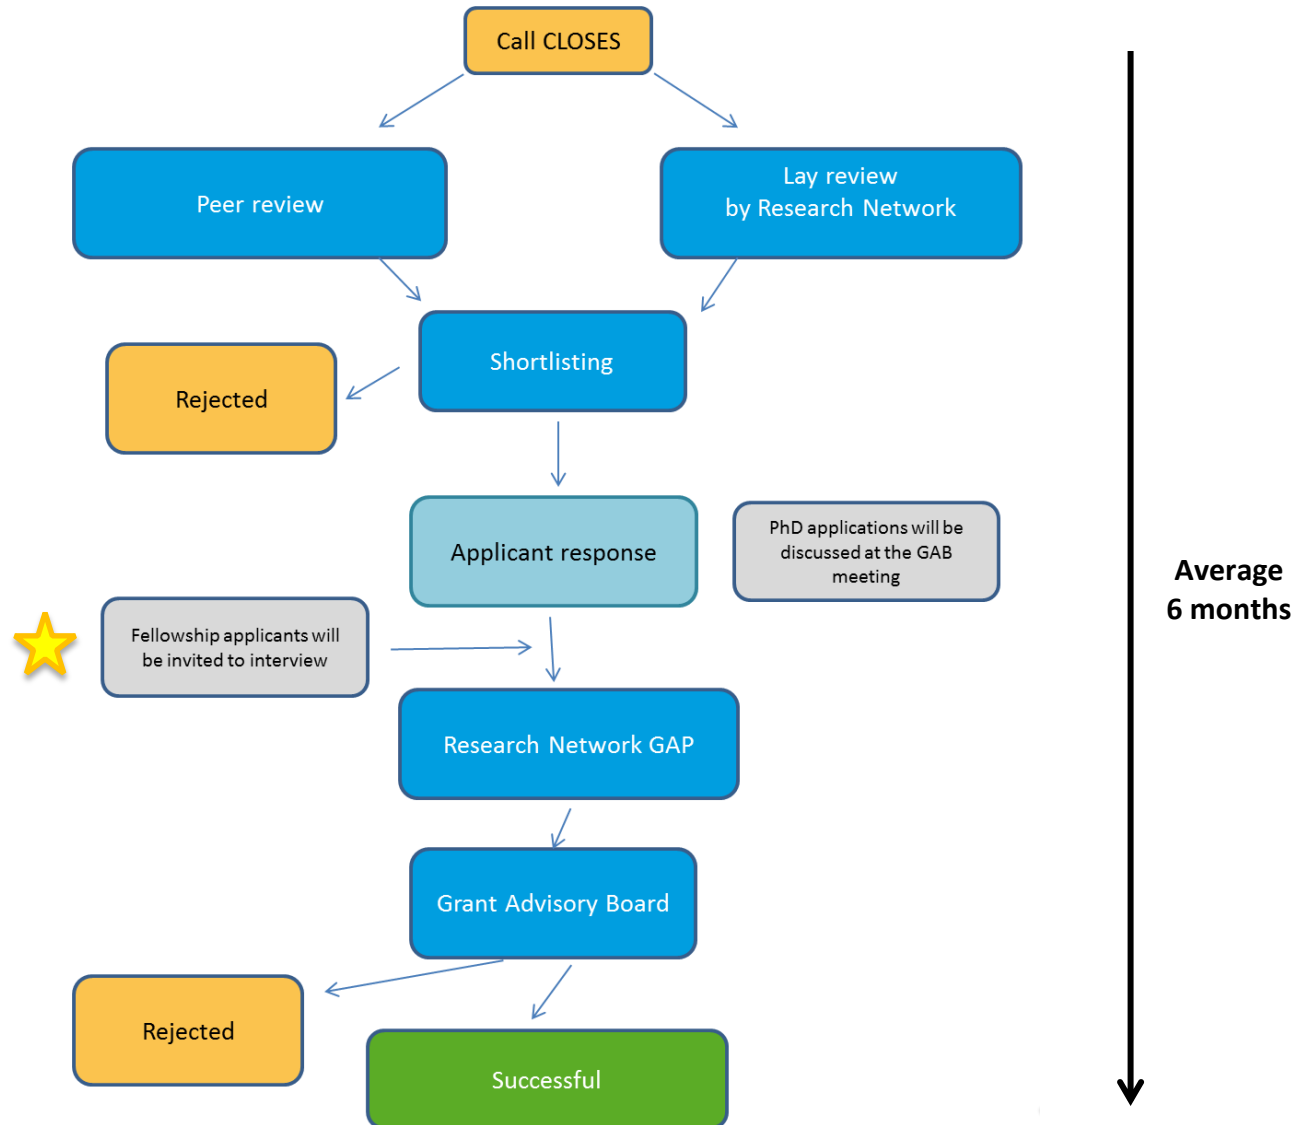 Call CLOSES
Peer review
Lay review
by Research Network
Shortlisting
Rejected
Applicant response
PhD applications will be
discussed at the GAB
meeting
Average
6 months
Fellowship applicants will
be invited to interview
Research Network GAP
Grant Advisory Board
Rejected
Successful